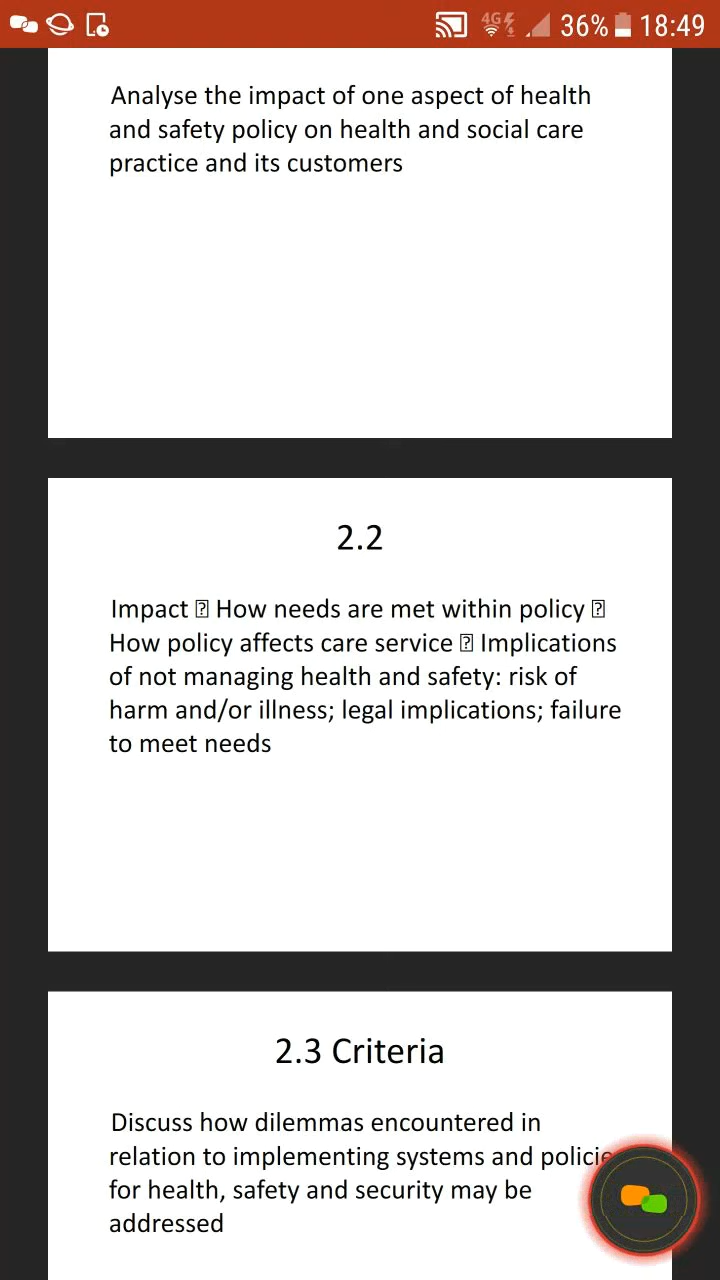 4G 36% 18:49
Analyse the impact of one aspect of health
and safety policy on health and social care
practice and its customers
2.2
Impact ⍰ How needs are met within policy ⍰
How policy affects care service ⍰ Implications
of not managing health and safety: risk of
harm and/or illness; legal implications; failure
to meet needs
2.3 Criteria
Discuss how dilemmas encountered in
relation to implementing systems and policie
for health, safety and security may be
addressed